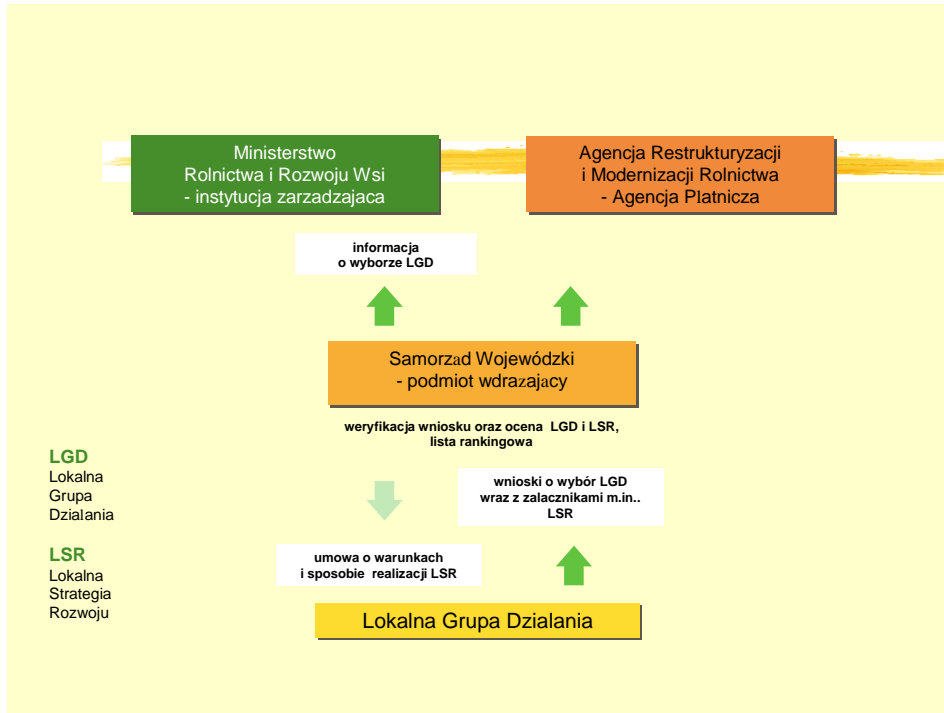 Ministerstwo
Rolnictwa i Rozwoju Wsi
- instytucja zarzadzajaca
Agencja Restrukturyzacji
i Modernizacji Rolnictwa
- Agencja Platnicza
informacja
o wyborze LGD
Samorzad Wojewódzki
- podmiot wdrazajacy
weryfikacja wniosku oraz ocena LGD i LSR,
lista rankingowa
LGD
Lokalna
Grupa
Dzialania
wnioski o wybór LGD
wraz z zalacznikami m.in..
LSR
LSR
Lokalna
Strategia
Rozwoju
umowa o warunkach
i sposobie realizacji LSR
Lokalna Grupa Dzialania